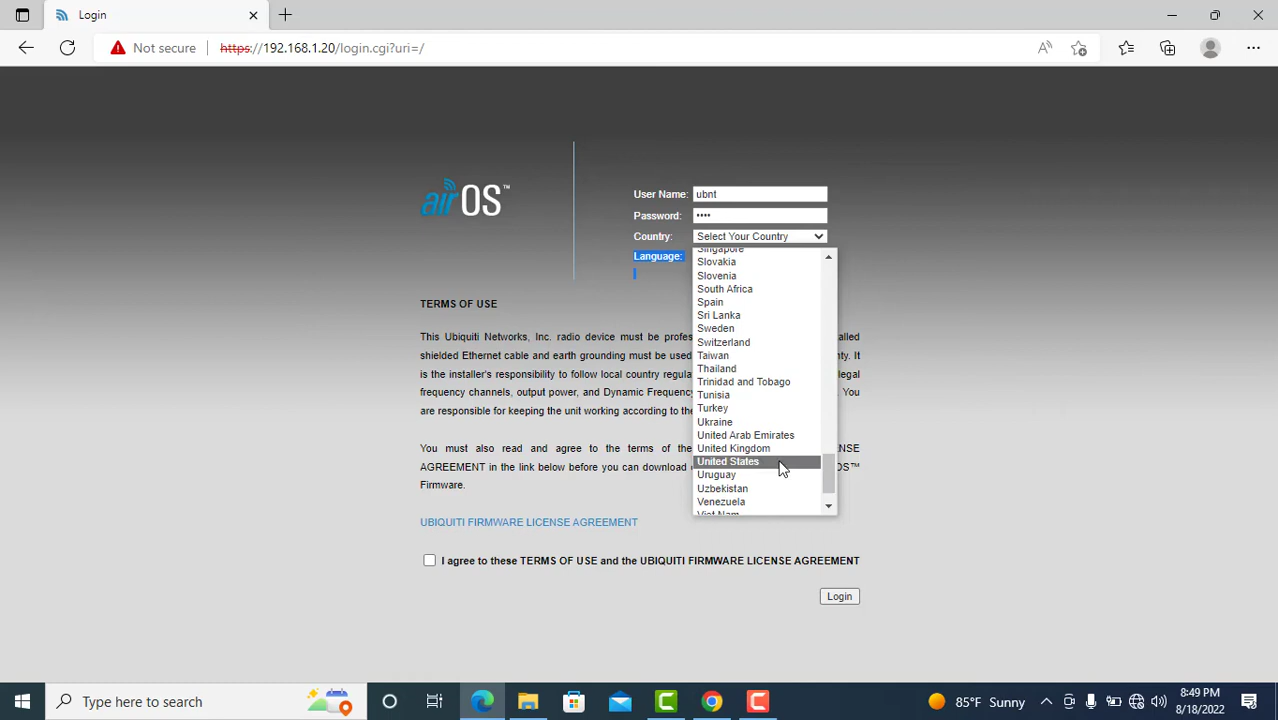 Login
Not secure https://192.168.1.20/login.cgi?uri=/
airOS™
User Name: ubnt
Password: ••••
Country: Select Your Country
Language:
Singapore
Slovakia
Slovenia
South Africa
Spain
Sri Lanka
Sweden
Switzerland
Taiwan
Thailand
Trinidad and Tobago
Tunisia
Turkey
Ukraine
United Arab Emirates
United Kingdom
United States
Uruguay
Uzbekistan
Venezuela
Viet Nam
TERMS OF USE
This Ubiquiti Networks, Inc. radio device must be
shielded Ethernet cable and earth grounding must be used
It is the installer's responsibility to follow local country legal
frequency channels, output power, and Dynamic You
are responsible for keeping the unit working according to the
You must also read and agree to the terms of the
AGREEMENT in the link below before you can download
Firmware.
UBIQUITI FIRMWARE LICENSE AGREEMENT
I agree to these TERMS OF USE and the UBIQUITI FIRMWARE LICENSE AGREEMENT
Login
Type here to search
85°F Sunny
8:49 PM
8/18/2022